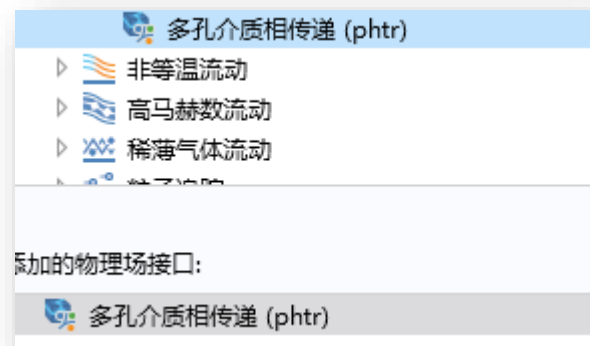 多孔介质相传递 (phtr)
非等温流动
高马赫数流动
稀薄气体流动
添加的物理场接口:
多孔介质相传递 (phtr)